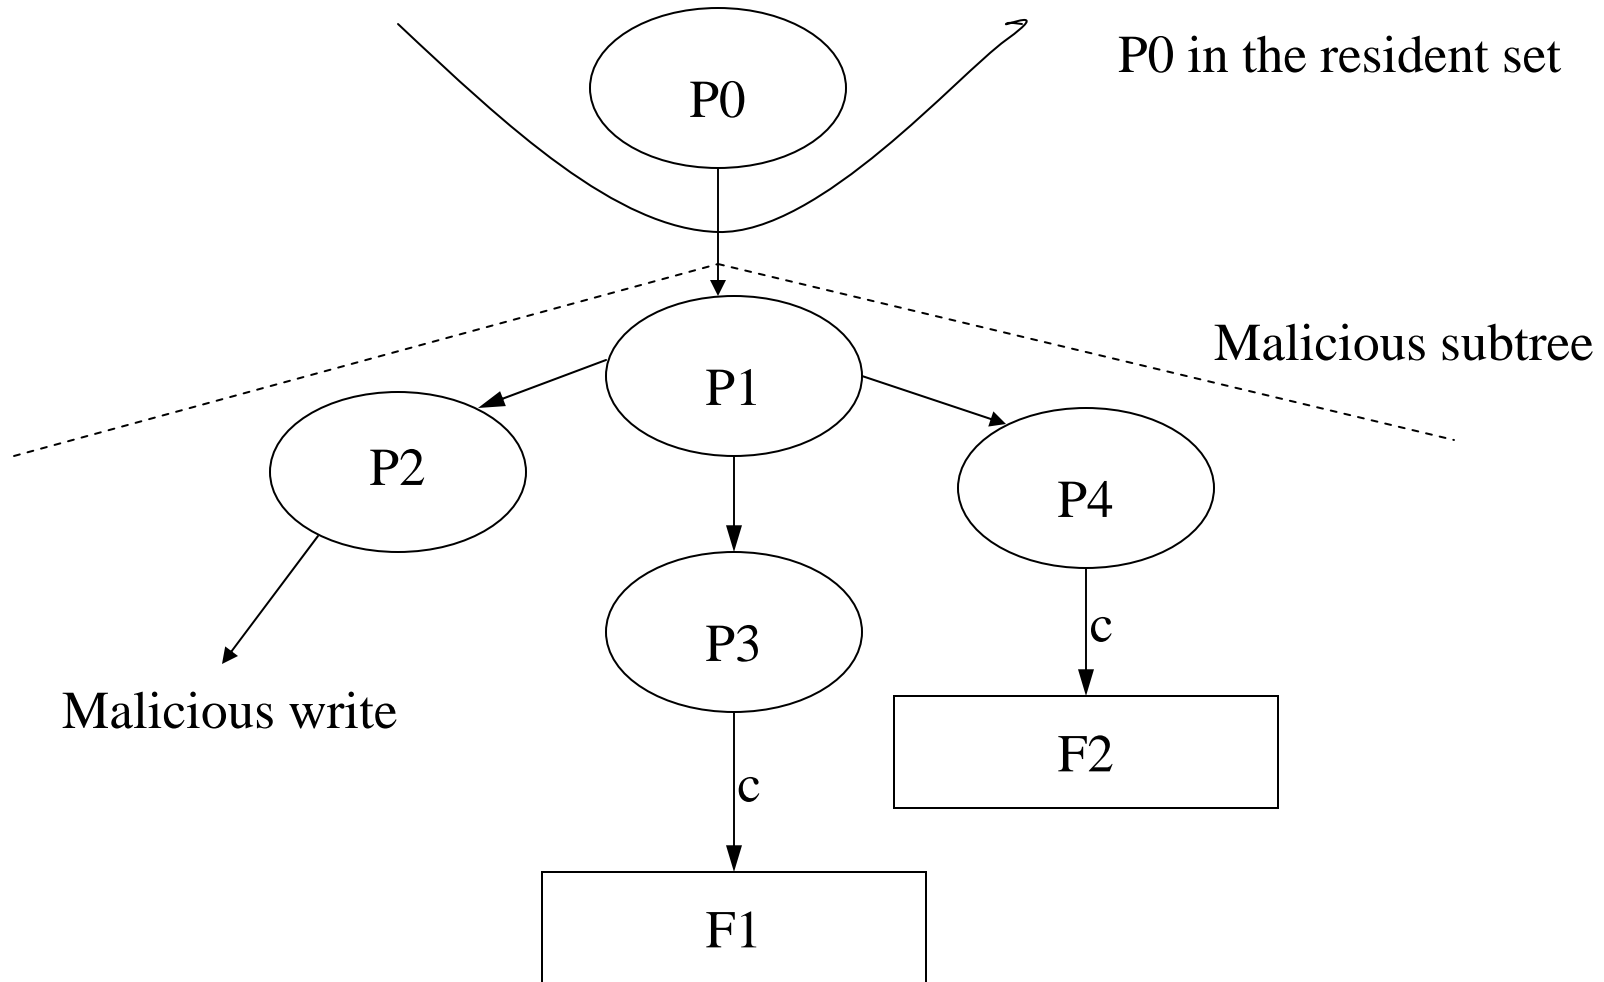 P0 in the resident set
P0
Malicious subtree
P1
P2
P4
P3
c
Malicious write
F2
c
F1